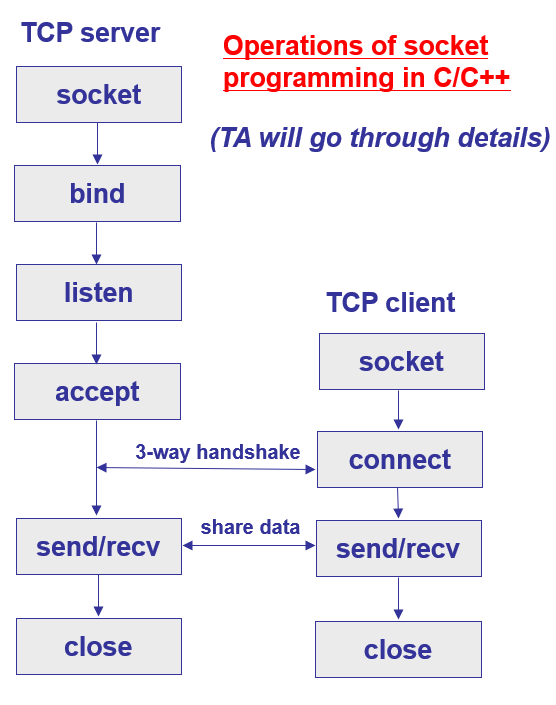 TCP server
Operations of socket
programming in C/C++
(TA will go through details)
socket
bind
listen
accept
TCP client
socket
3-way handshake
connect
share data
send/recv
send/recv
close
close